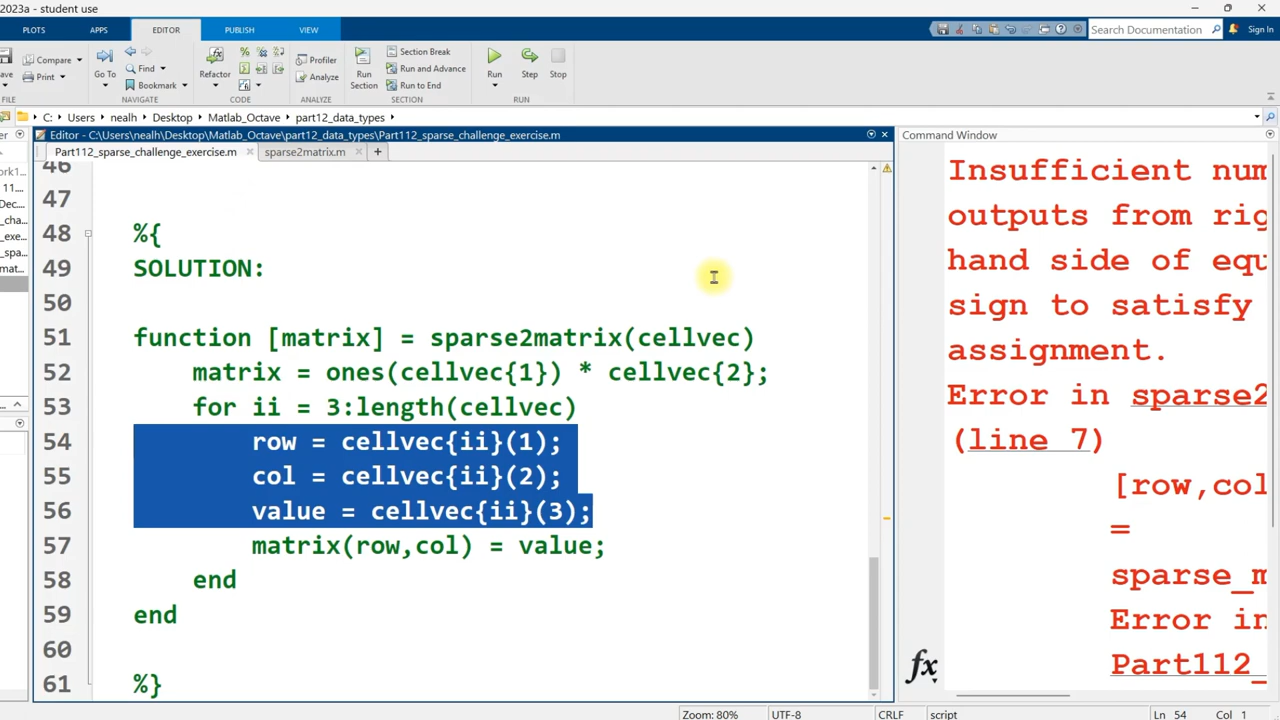 2023a - student use
PLOTS APPS EDITOR PUBLISH VIEW
Search Documentation Sign In
Compare
Print
FILE
Go To
Find
Bookmark
NAVIGATE
Refactor
CODE
Profiler
Analyze
ANALYZE
Run
Section
Section Break
Run and Advance
Run to End
SECTION
Run Step Stop
RUN
C: Users nealh Desktop Matlab_Octave part12_data_types
Editor - C:\Users\nealh\Desktop\Matlab_Octave\part12_data_types\Part112_sparse_challenge_exercise.m
Part112_sparse_challenge_exercise.m sparse2matrix.m
46
47
48 %{
49 SOLUTION:
50
51 function [matrix] = sparse2matrix(cellvec)
52 matrix = ones(cellvec{1}) * cellvec{2};
53 for ii = 3:length(cellvec)
54 row = cellvec{ii}(1);
55 col = cellvec{ii}(2);
56 value = cellvec{ii}(3);
57 matrix(row,col) = value;
58 end
59 end
60
61 %}
Command Window
Insufficient num
outputs from rig
hand side of equ
sign to satisfy
assignment.
Error in sparse2
(line 7)
[row,col
=
sparse_m
Error in
Part112_
fx
Zoom: 80% UTF-8 CRLF script Ln 54 Col 1